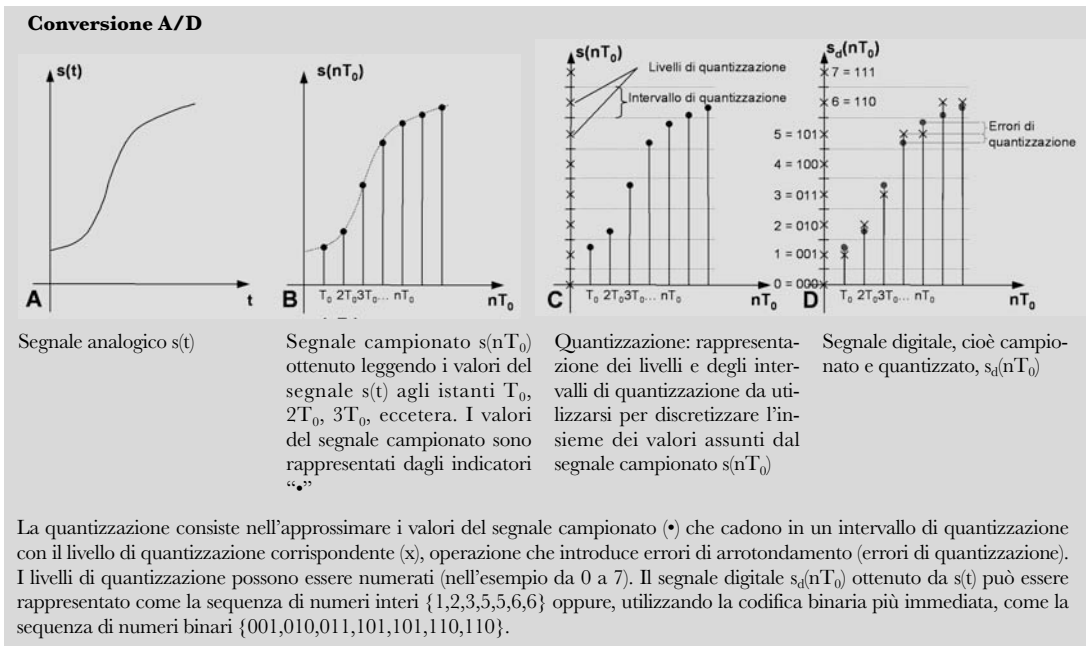 Conversione A/D
s(t)
A
t
s(nT₀)
B
T₀ 2T₀3T₀... nT₀
nT₀
s(nT₀)
Livelli di quantizzazione
Intervallo di quantizzazione
C
T₀ 2T₀3T₀... nT₀
nT₀
s_d(nT₀)
7 = 111
6 = 110
5 = 101
4 = 100
3 = 011
2 = 010
1 = 001
0 = 000
Errori di
quantizzazione
D
T₀ 2T₀3T₀... nT₀
nT₀
Segnale analogico s(t)
Segnale campionato s(nT₀)
ottenuto leggendo i valori del
segnale s(t) agli istanti T₀,
2T₀, 3T₀, eccetera. I valori
del segnale campionato sono
rappresentati dagli indicatori
“•”
Quantizzazione: rappresenta-
zione dei livelli e degli inter-
valli di quantizzazione da uti-
lizzarsi per discretizzare l’in-
sieme dei valori assunti dal
segnale campionato s(nT₀)
Segnale digitale, cioè campio-
nato e quantizzato, s_d(nT₀)
La quantizzazione consiste nell’approssimare i valori del segnale campionato (•) che cadono in un intervallo di quantizzazione
con il livello di quantizzazione corrispondente (x), operazione che introduce errori di arrotondamento (errori di quantizzazione).
I livelli di quantizzazione possono essere numerati (nell’esempio da 0 a 7). Il segnale digitale s_d(nT₀) ottenuto da s(t) può essere
rappresentato come la sequenza di numeri interi {1,2,3,5,5,6,6} oppure, utilizzando la codifica binaria più immediata, come la
sequenza di numeri binari {001,010,011,101,101,110,110}.